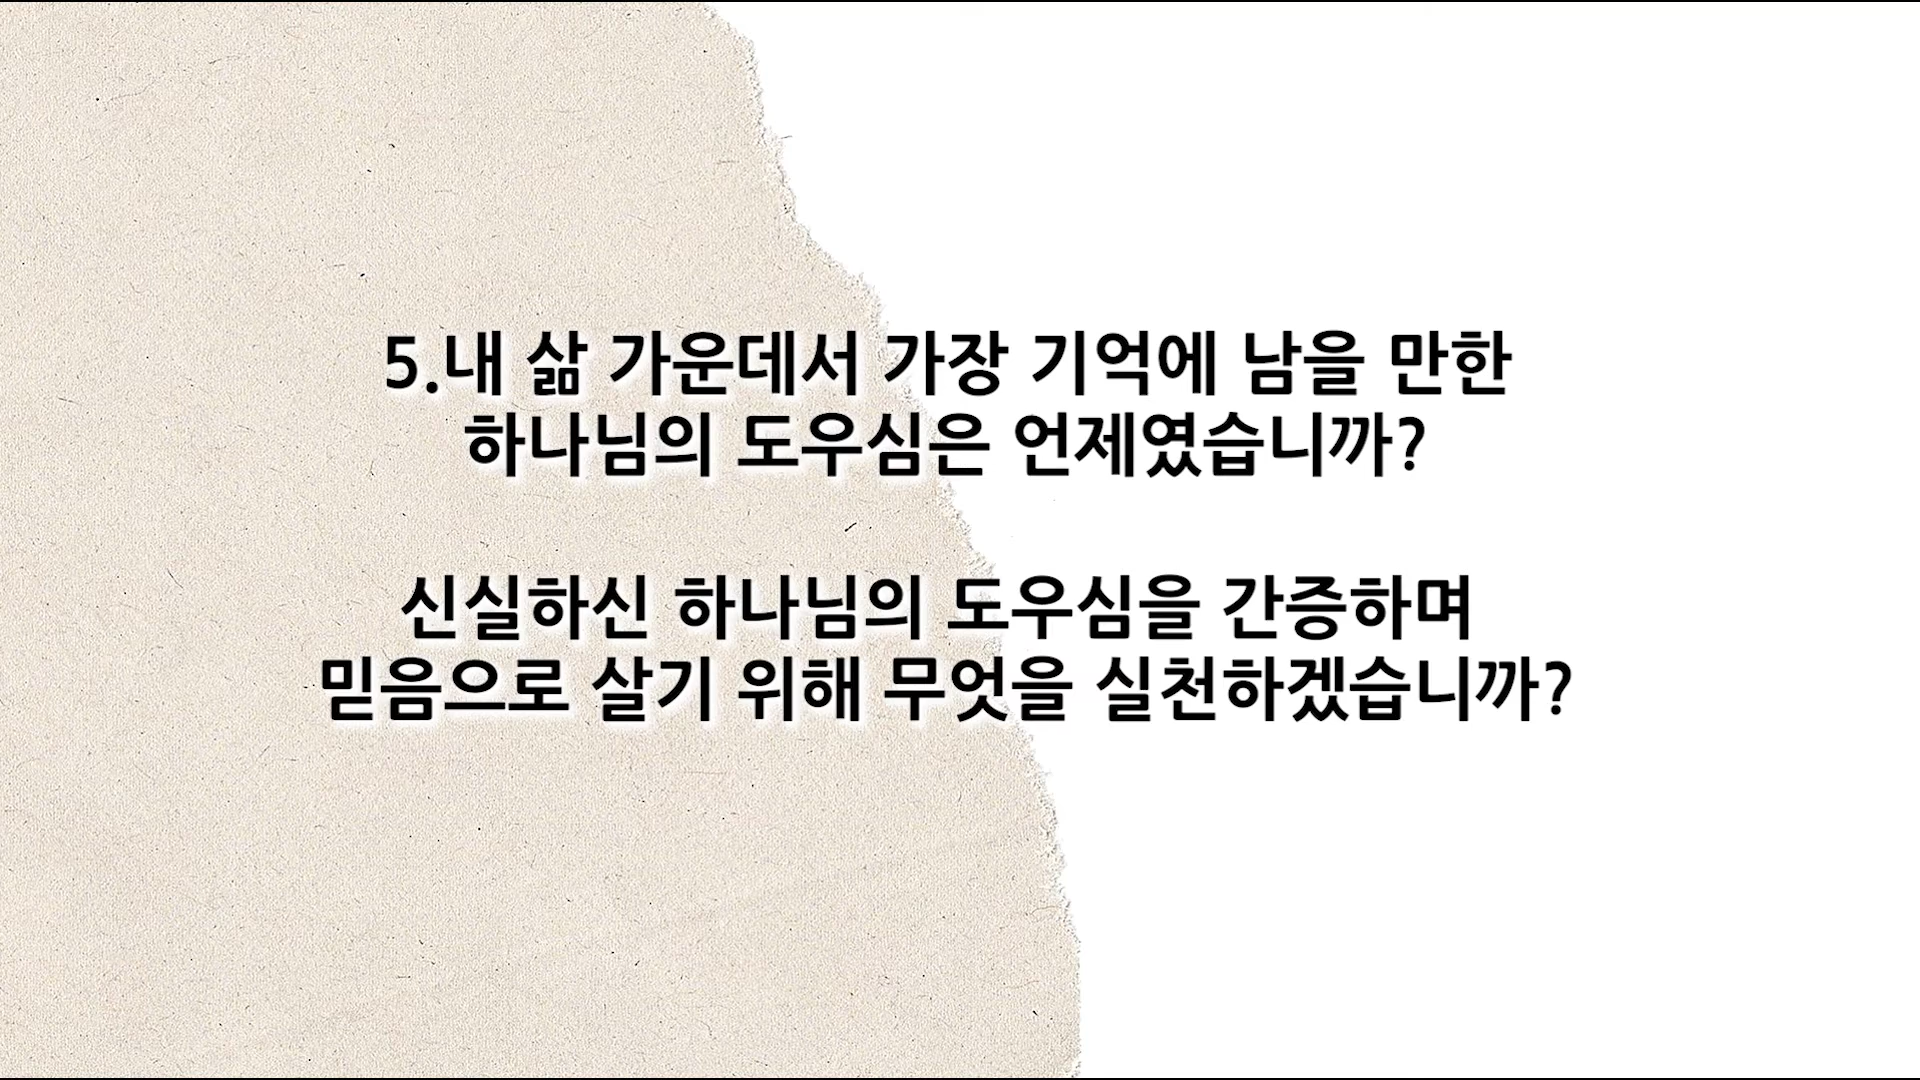 5.내 삶 가운데서 가장 기억에 남을 만한
하나님의 도우심은 언제였습니까?
신실하신 하나님의 도우심을 간증하며
믿음으로 살기 위해 무엇을 실천하겠습니까?